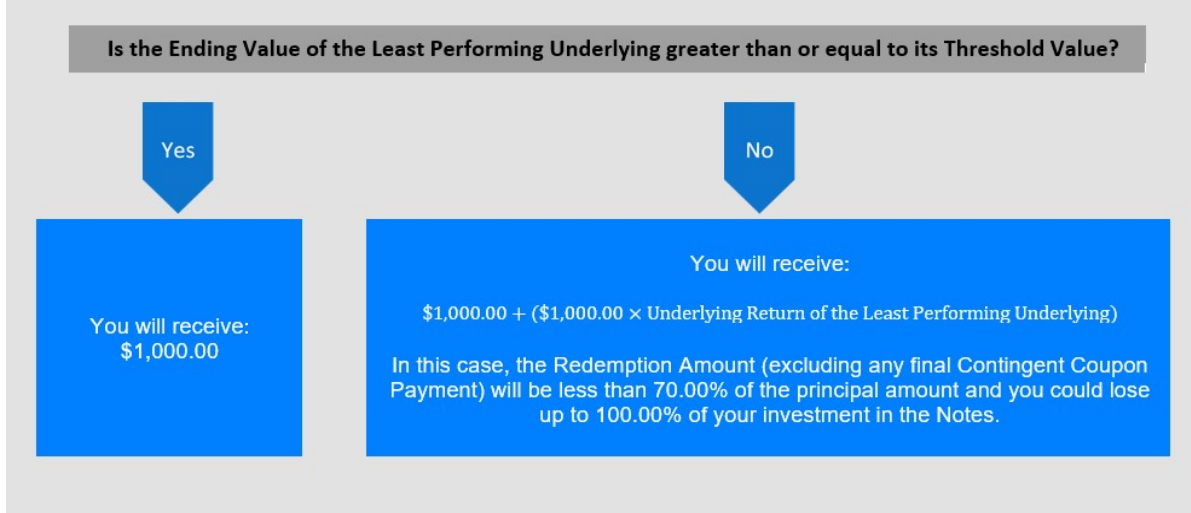 Is the Ending Value of the Least Performing Underlying greater than or equal to its Threshold Value?
Yes
No
You will receive:
$1,000.00
You will receive:
$1,000.00 + ($1,000.00 × Underlying Return of the Least Performing Underlying)
In this case, the Redemption Amount (excluding any final Contingent Coupon
Payment) will be less than 70.00% of the principal amount and you could lose
up to 100.00% of your investment in the Notes.